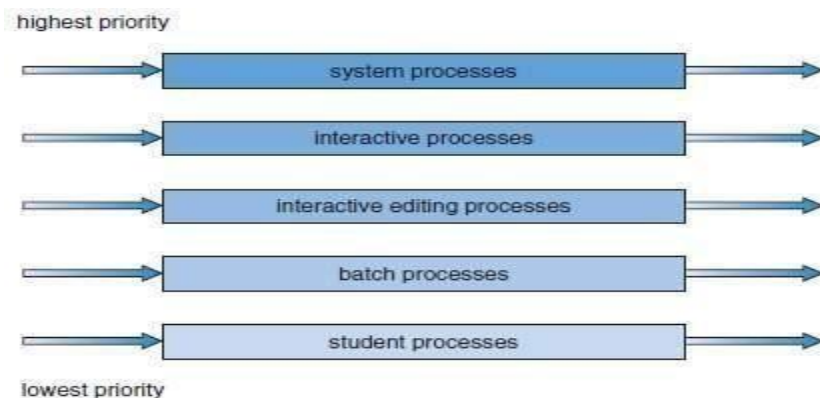 highest priority
system processes
interactive processes
interactive editing processes
batch processes
student processes
lowest priority